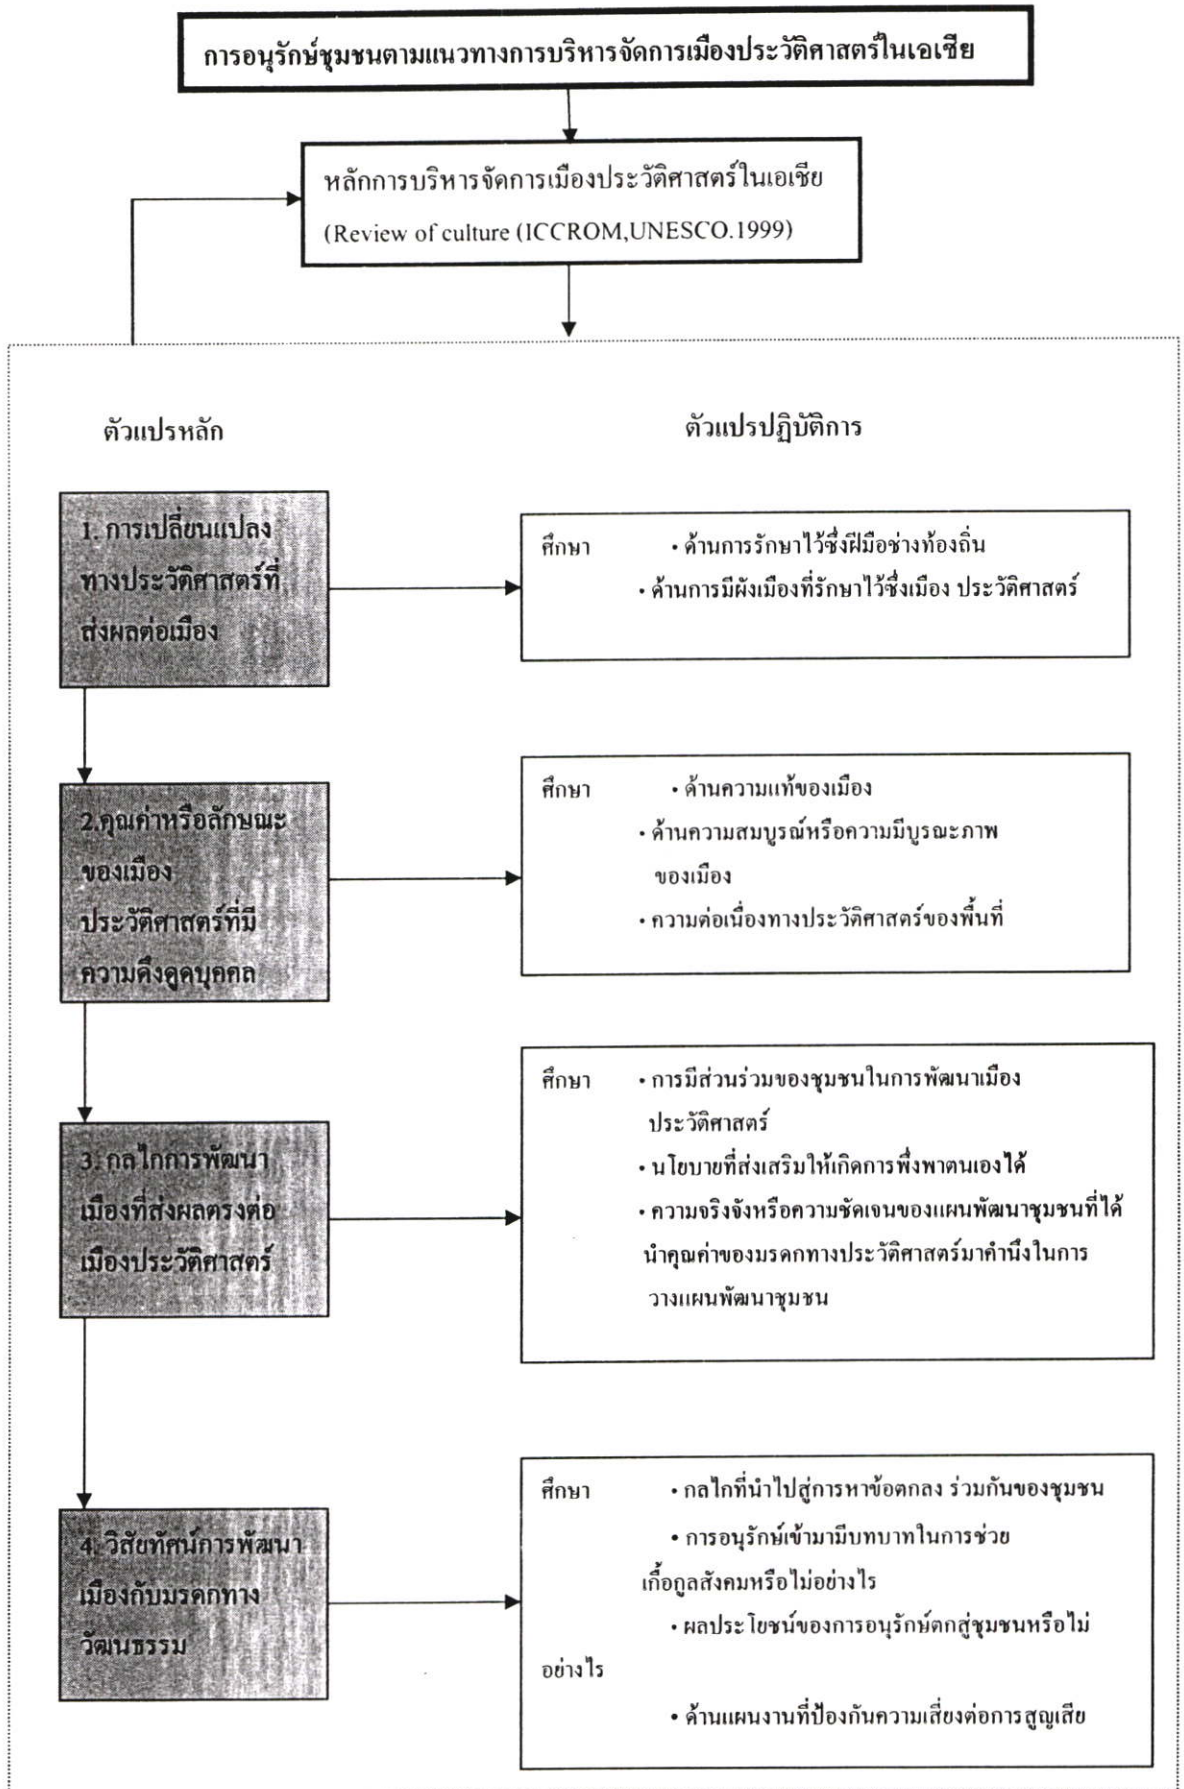 การอนุรักษ์ชุมชนตามแนวทางการบริหารจัดการเมืองประวัติศาสตร์ในเอเชีย
หลักการบริหารจัดการเมืองประวัติศาสตร์ในเอเชีย
(Review of culture (ICCROM,UNESCO.1999)
ตัวแปรหลัก
ตัวแปรปฏิบัติการ
1. การเปลี่ยนแปลง
ทางประวัติศาสตร์ที่
ส่งผลต่อเมือง
ศึกษา • ด้านการรักษาไว้ซึ่งฝีมือช่างท้องถิ่น
• ด้านการมีผังเมืองที่รักษาไว้ซึ่งเมือง ประวัติศาสตร์
2.คุณค่าหรือลักษณะ
ของเมือง
ประวัติศาสตร์ที่มี
ความดึงดูดบุคคล
ศึกษา • ด้านความแท้ของเมือง
• ด้านความสมบูรณ์หรือความมีบูรณะภาพ
ของเมือง
• ความต่อเนื่องทางประวัติศาสตร์ของพื้นที่
3. กลไกการพัฒนา
เมืองที่ส่งผลตรงต่อ
เมืองประวัติศาสตร์
ศึกษา • การมีส่วนร่วมของชุมชนในการพัฒนาเมือง
ประวัติศาสตร์
• นโยบายที่ส่งเสริมให้เกิดการพึ่งพาตนเองได้
• ความจริงจังหรือความชัดเจนของแผนพัฒนาชุมชนที่ได้
นำคุณค่าของมรดกทางประวัติศาสตร์มาคำนึงในการ
วางแผนพัฒนาชุมชน
4. วิสัยทัศน์การพัฒนา
เมืองกับมรดกทาง
วัฒนธรรม
ศึกษา • กลไกที่นำไปสู่การหาข้อตกลง ร่วมกันของชุมชน
• การอนุรักษ์เข้ามามีบทบาทในการช่วย
เกื้อกูลสังคมหรือไม่อย่างไร
• ผลประโยชน์ของการอนุรักษ์ตกสู่ชุมชนหรือไม่
อย่างไร
• ด้านแผนงานที่ป้องกันความเสี่ยงต่อการสูญเสีย